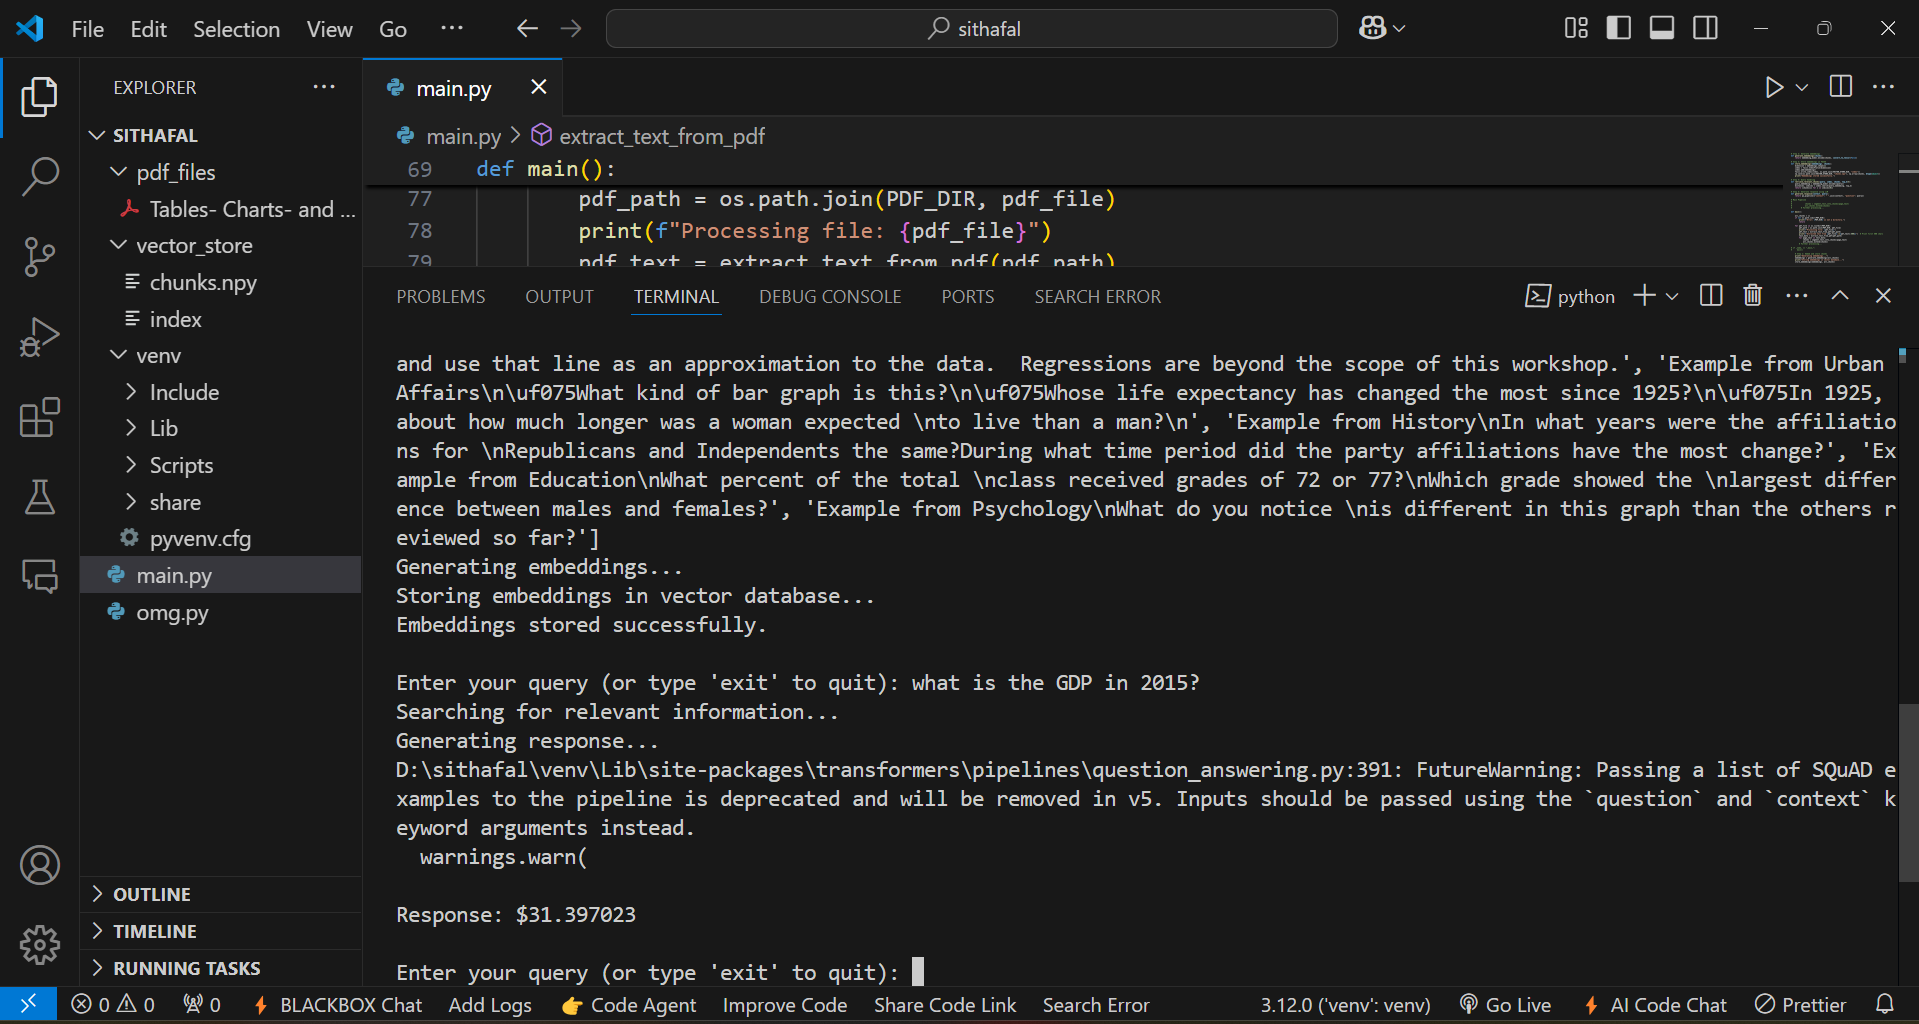 File Edit Selection View Go ··· sithafal
EXPLORER ···
SITHAFAL
pdf_files
Tables- Charts- and ...
vector_store
chunks.npy
index
venv
Include
Lib
Scripts
share
pyvenv.cfg
main.py
omg.py
OUTLINE
TIMELINE
RUNNING TASKS
main.py
main.py > extract_text_from_pdf
69 def main():
77 pdf_path = os.path.join(PDF_DIR, pdf_file)
78 print(f"Processing file: {pdf_file}")
79 pdf_text = extract_text_from_pdf(pdf_path)
PROBLEMS OUTPUT TERMINAL DEBUG CONSOLE PORTS SEARCH ERROR python
and use that line as an approximation to the data.  Regressions are beyond the scope of this workshop.', 'Example from Urban
Affairs\n\uf075What kind of bar graph is this?\n\uf075Whose life expectancy has changed the most since 1925?\n\uf075In 1925,
about how much longer was a woman expected \nto live than a man?\n', 'Example from History\nIn what years were the affiliatio
ns for \nRepublicans and Independents the same?During what time period did the party affiliations have the most change?', 'Ex
ample from Education\nWhat percent of the total \nclass received grades of 72 or 77?\nWhich grade showed the \nlargest differ
ence between males and females?', 'Example from Psychology\nWhat do you notice \nis different in this graph than the others r
eviewed so far?']
Generating embeddings...
Storing embeddings in vector database...
Embeddings stored successfully.
Enter your query (or type 'exit' to quit): what is the GDP in 2015?
Searching for relevant information...
Generating response...
D:\sithafal\venv\Lib\site-packages\transformers\pipelines\question_answering.py:391: FutureWarning: Passing a list of SQuAD e
xamples to the pipeline is deprecated and will be removed in v5. Inputs should be passed using the `question` and `context` k
eyword arguments instead.
warnings.warn(
Response: $31.397023
Enter your query (or type 'exit' to quit):
0 0 0 BLACKBOX Chat Add Logs Code Agent Improve Code Share Code Link Search Error 3.12.0 ('venv': venv) Go Live AI Code Chat Prettier